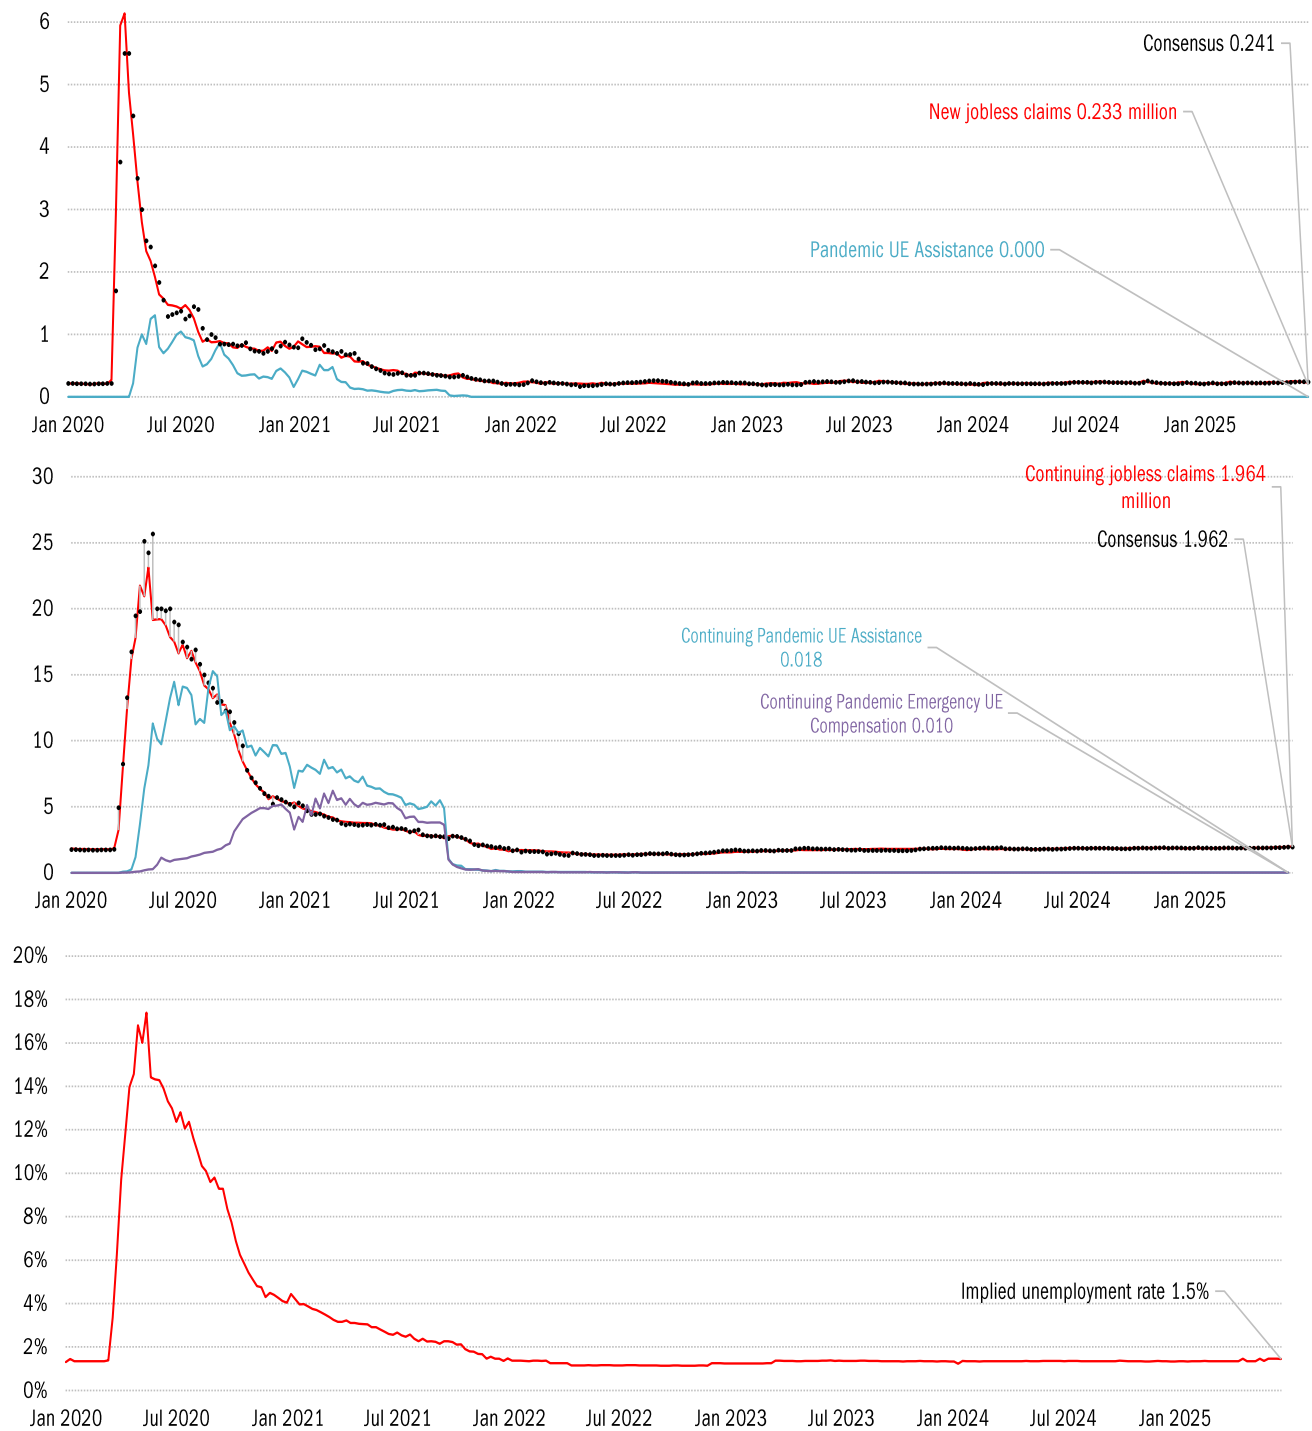 6
Consensus 0.241
5
New jobless claims 0.233 million
4
3
Pandemic UE Assistance 0.000
2
1
0
Jan 2020 Jul 2020 Jan 2021 Jul 2021 Jan 2022 Jul 2022 Jan 2023 Jul 2023 Jan 2024 Jul 2024 Jan 2025
30
Continuing jobless claims 1.964
million
25
Consensus 1.962
20
Continuing Pandemic UE Assistance
0.018
15
Continuing Pandemic Emergency UE
Compensation 0.010
10
5
0
Jan 2020 Jul 2020 Jan 2021 Jul 2021 Jan 2022 Jul 2022 Jan 2023 Jul 2023 Jan 2024 Jul 2024 Jan 2025
20%
18%
16%
14%
12%
10%
8%
6%
Implied unemployment rate 1.5%
4%
2%
0%
Jan 2020 Jul 2020 Jan 2021 Jul 2021 Jan 2022 Jul 2022 Jan 2023 Jul 2023 Jan 2024 Jul 2024 Jan 2025